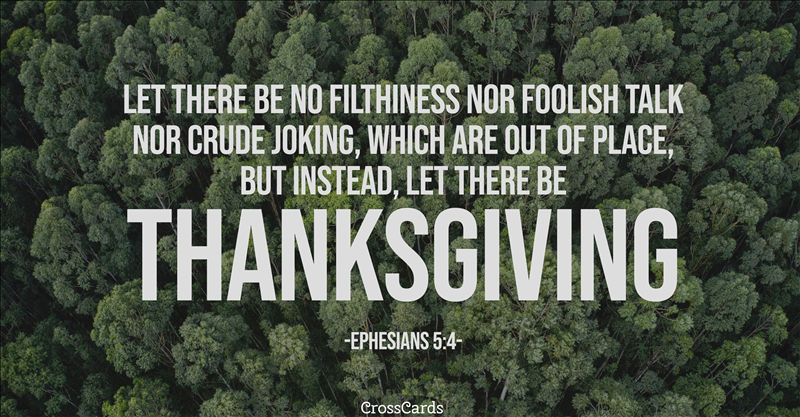 LET THERE BE NO FILTHINESS NOR FOOLISH TALK
NOR CRUDE JOKING, WHICH ARE OUT OF PLACE,
BUT INSTEAD, LET THERE BE
THANKSGIVING
-EPHESIANS 5:4-
CrossCards